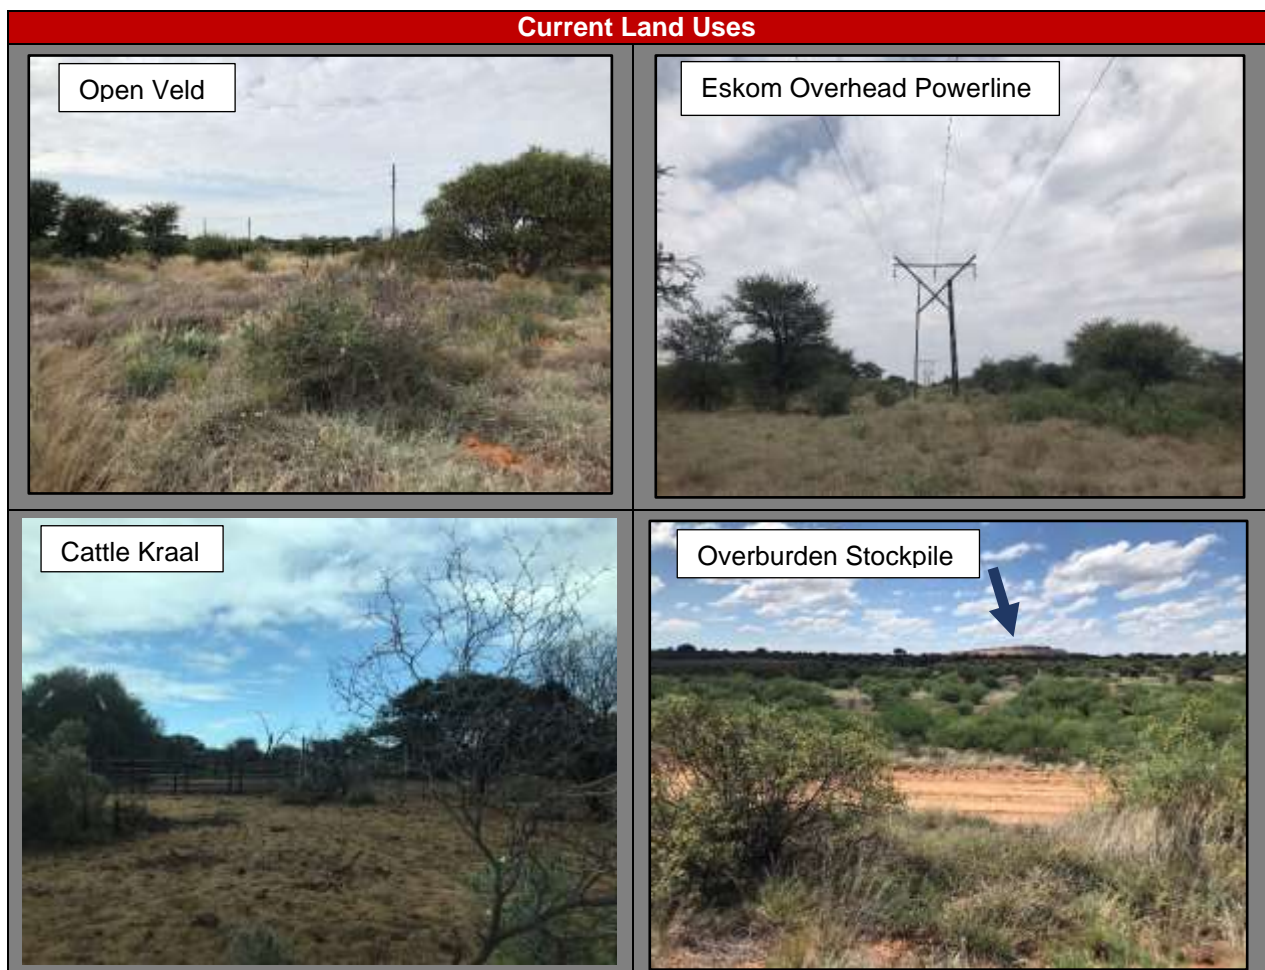 Current Land Uses
Open Veld
Eskom Overhead Powerline
Cattle Kraal
Overburden Stockpile